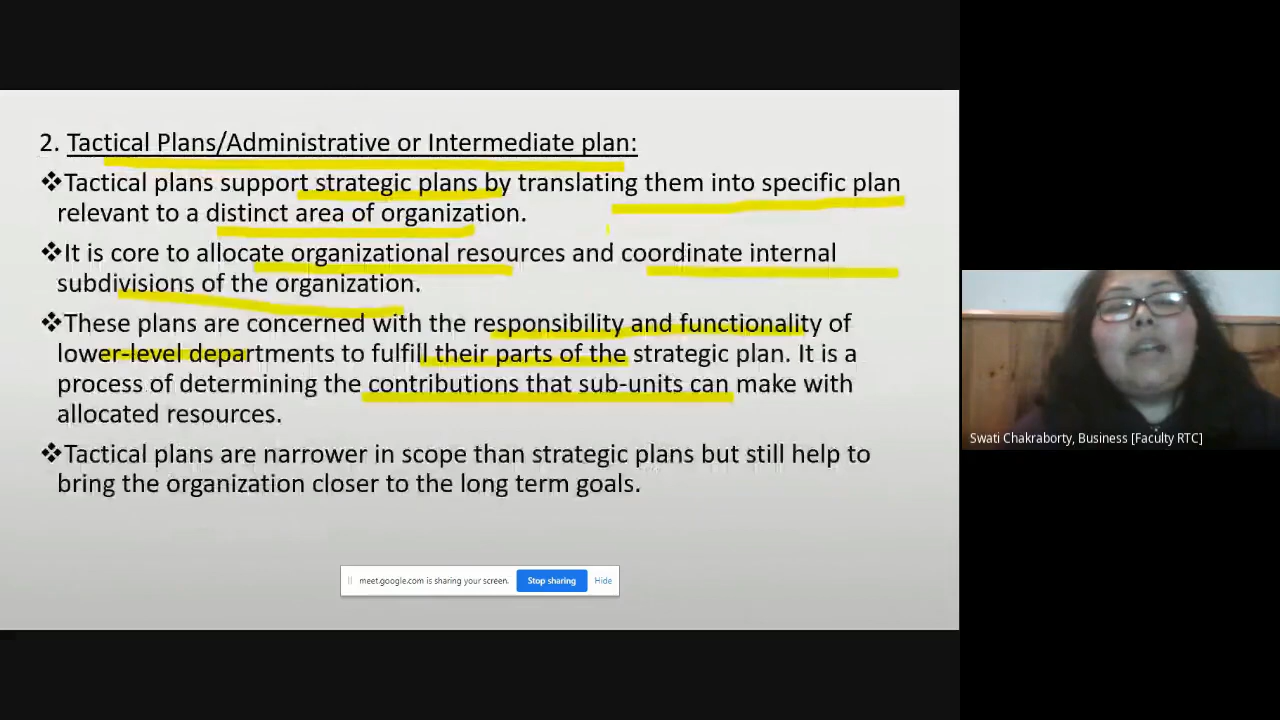 2. Tactical Plans/Administrative or Intermediate plan:
❖Tactical plans support strategic plans by translating them into specific plan
relevant to a distinct area of organization.
❖It is core to allocate organizational resources and coordinate internal
subdivisions of the organization.
❖These plans are concerned with the responsibility and functionality of
lower-level departments to fulfill their parts of the strategic plan. It is a
process of determining the contributions that sub-units can make with
allocated resources.
❖Tactical plans are narrower in scope than strategic plans but still help to
bring the organization closer to the long term goals.
meet.google.com is sharing your screen. Stop sharing Hide
Swati Chakraborty, Business [Faculty RTC]